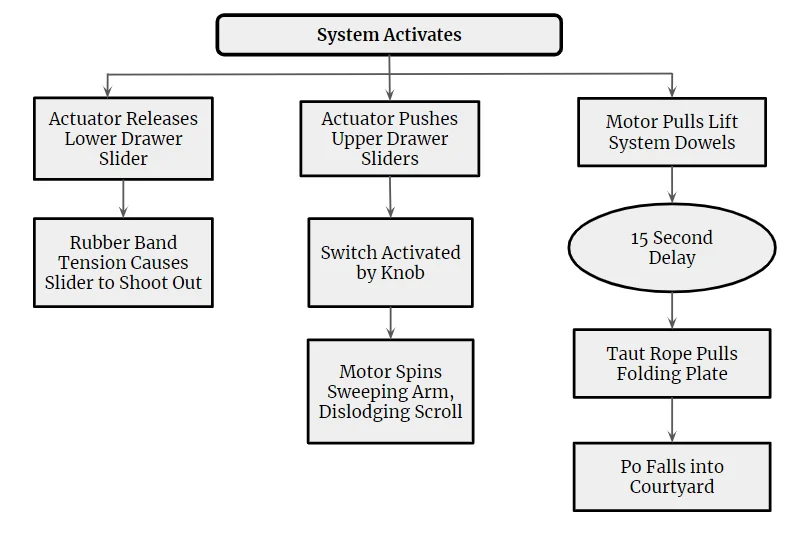 System Activates
Actuator Releases
Lower Drawer
Slider
Rubber Band
Tension Causes
Slider to Shoot Out
Actuator Pushes
Upper Drawer
Sliders
Switch Activated
by Knob
Motor Spins
Sweeping Arm,
Dislodging Scroll
Motor Pulls Lift
System Dowels
15 Second
Delay
Taut Rope Pulls
Folding Plate
Po Falls into
Courtyard